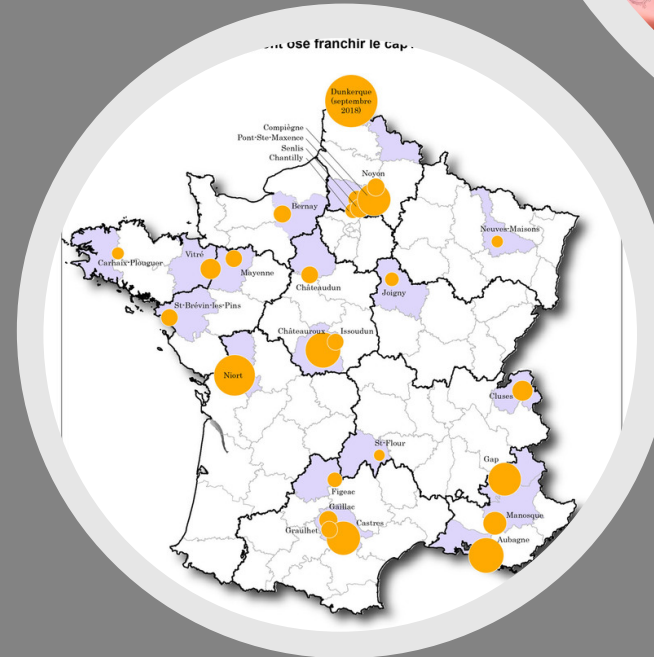 ent osé franchir le cap
Dunkerque
(septembre
2018)
Compiègne
Pont-Ste-Maxence
Senlis
Chantilly
Noyon
Bernay
Neuves-Maisons
Vitré
Carhaix-Plouguer
Mayenne
Châteaudun
Joigny
St-Brévin-les-Pins
Châteauroux
Issoudun
Niort
Cluses
St-Flour
Gap
Figeac
Gaillac
Manosque
Castres
Graulhet
Aubagne